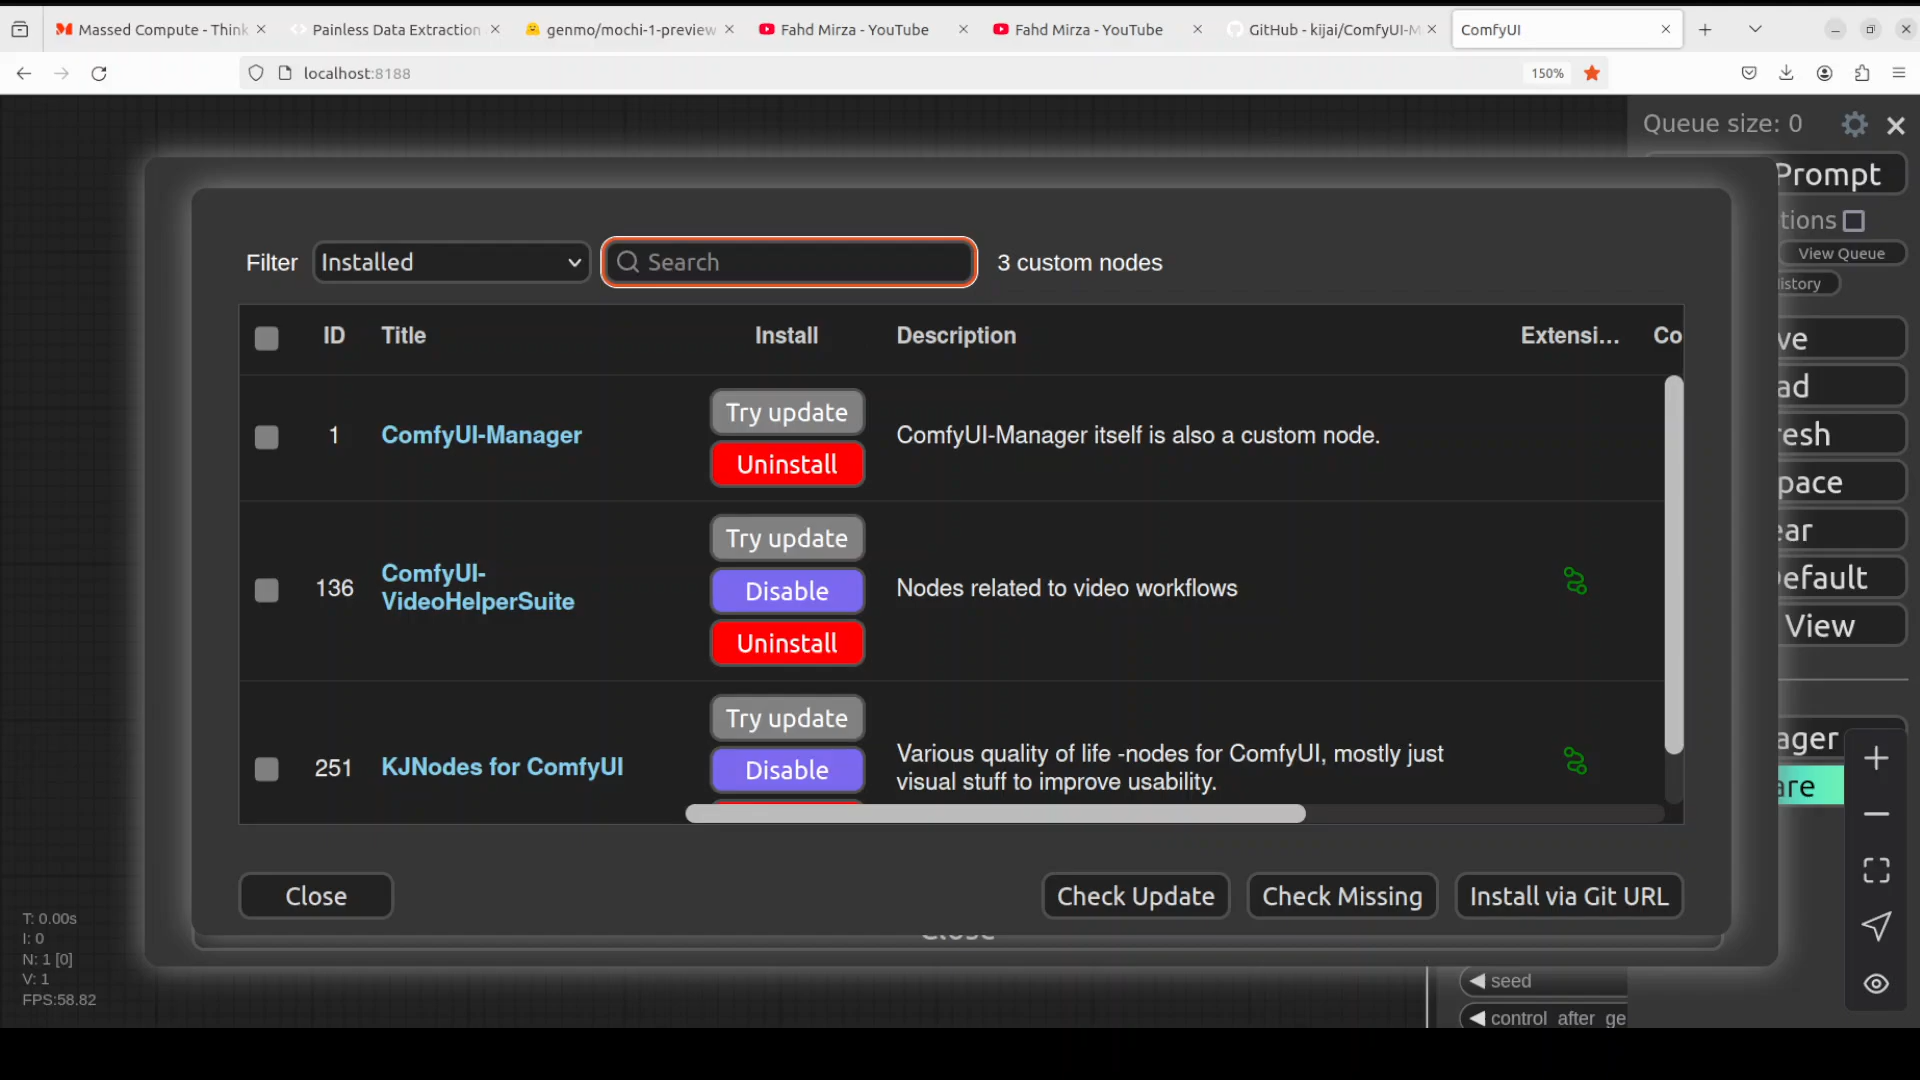 Massed Compute - Think
Painless Data Extraction
genmo/mochi-1-preview
Fahd Mirza - YouTube
Fahd Mirza - YouTube
GitHub - kijai/ComfyUI-M
ComfyUI
localhost:8188
150%
Queue size: 0
Prompt
tions
View Queue
istory
Filter
Installed
Search
3 custom nodes
ID
Title
Install
Description
Extensi...
Co
1
ComfyUI-Manager
Try update
Uninstall
ComfyUI-Manager itself is also a custom node.
136
ComfyUI-
VideoHelperSuite
Try update
Disable
Uninstall
Nodes related to video workflows
251
KJNodes for ComfyUI
Try update
Disable
Various quality of life -nodes for ComfyUI, mostly just
visual stuff to improve usability.
ve
ad
resh
pace
ear
Default
View
ager
are
Close
Check Update
Check Missing
Install via Git URL
Close
T: 0.00s
I: 0
N: 1 [0]
V: 1
FPS:58.82
seed
control after ge